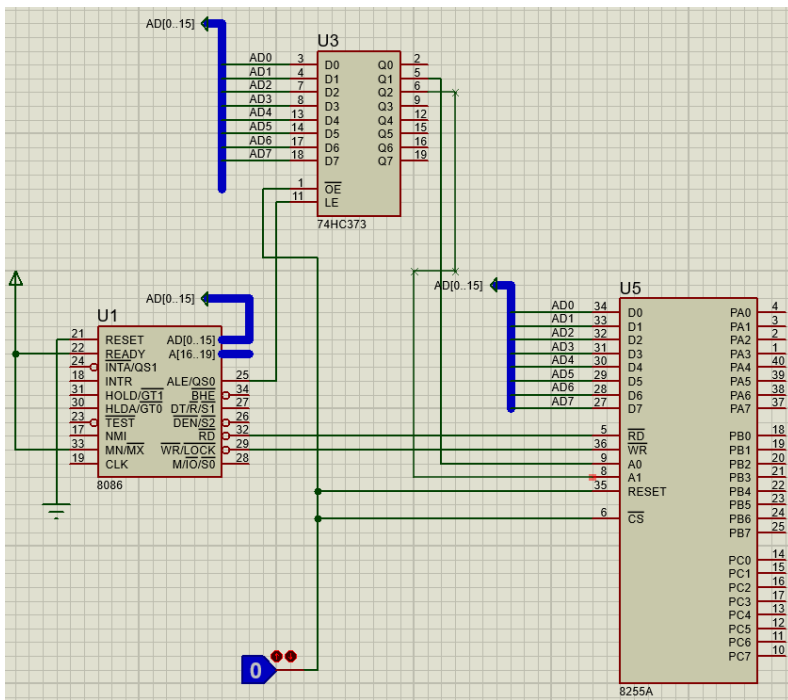 AD[0..15]
U3
AD0 3 D0 Q0 2
AD1 4 D1 Q1 5
AD2 7 D2 Q2 6
AD3 8 D3 Q3 9
AD4 13 D4 Q4 12
AD5 14 D5 Q5 15
AD6 17 D6 Q6 16
AD7 18 D7 Q7 19
1 OE
11 LE
74HC373
AD[0..15]
U1
21 RESET AD[0..15]
22 READY A[16..19]
24 INTA/QS1
18 INTR ALE/QS0 25
31 HOLD/GT1 BHE 34
30 HLDA/GT0 DT/R/S1 27
23 TEST DEN/S2 26
17 NMI RD 32
33 MN/MX WR/LOCK 29
19 CLK M/IO/S0 28
8086
AD[0..15]
U5
AD0 34 D0 PA0 4
AD1 33 D1 PA1 3
AD2 32 D2 PA2 2
AD3 31 D3 PA3 1
AD4 30 D4 PA4 40
AD5 29 D5 PA5 39
AD6 28 D6 PA6 38
AD7 27 D7 PA7 37
5 RD PB0 18
36 WR PB1 19
9 A0 PB2 20
8 A1 PB3 21
35 RESET PB4 22
PB5 23
6 CS PB6 24
PB7 25
PC0 14
PC1 15
PC2 16
PC3 17
PC4 13
PC5 12
PC6 11
PC7 10
8255A
0